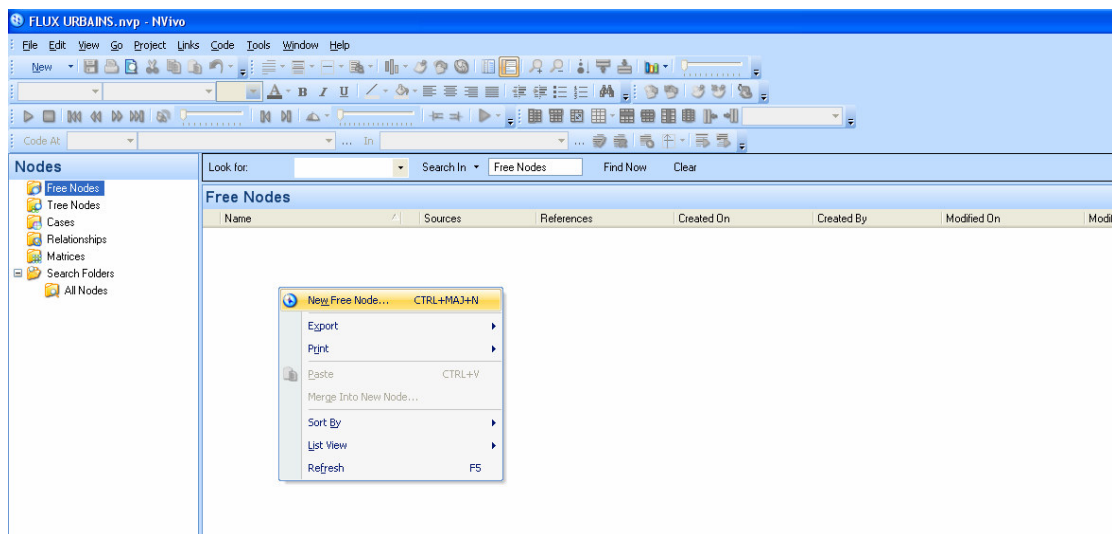 FLUX URBAINS.nvp - NVivo
File Edit View Go Project Links Code Tools Window Help
New
A B I U
Code At In
Nodes
Look for: Search In Free Nodes Find Now Clear
Free Nodes
Tree Nodes
Cases
Relationships
Matrices
Search Folders
All Nodes
Free Nodes
Name Sources References Created On Created By Modified On Modif
New Free Node... CTRL+MAJ+N
Export
Print
Paste CTRL+V
Merge Into New Node...
Sort By
List View
Refresh F5